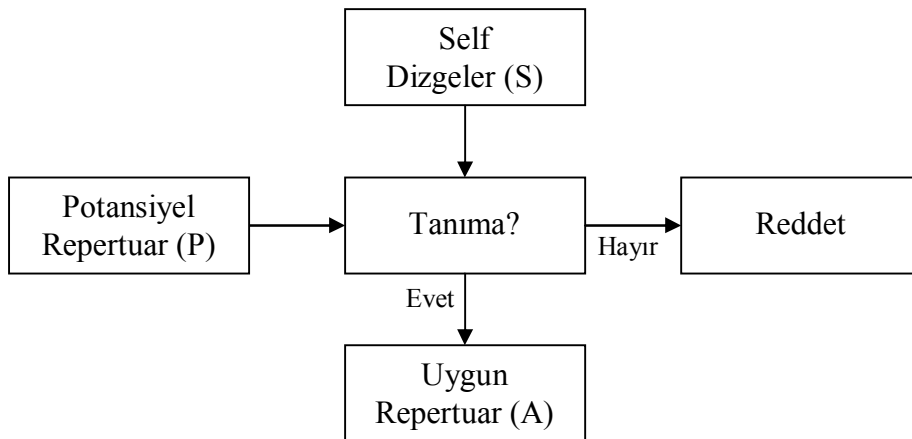 Self
Dizgeler (S)
Potansiyel
Repertuar (P)
Tanıma?
Hayır
Reddet
Evet
Uygun
Repertuar (A)